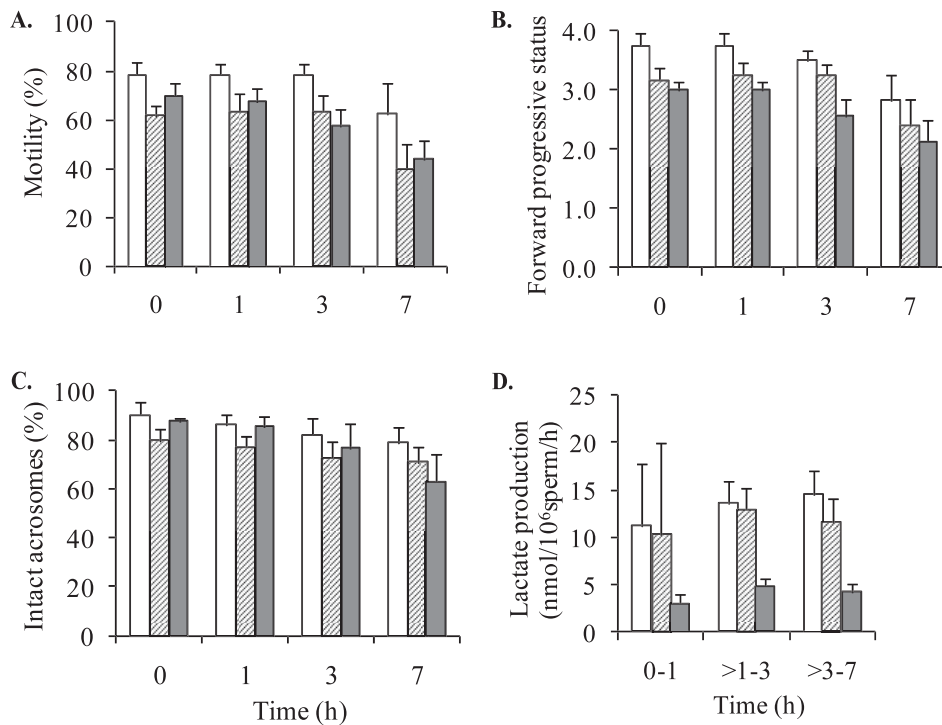 A.
Motility (%)
100
80
60
40
20
0
0 1 3 7
B.
Forward progressive status
4.0
3.0
2.0
1.0
0.0
0 1 3 7
C.
Intact acrosomes (%)
100
80
60
40
20
0
0 1 3 7
Time (h)
D.
Lactate production
(nmol/10⁶sperm/h)
25
20
15
10
5
0
0-1 >1-3 >3-7
Time (h)